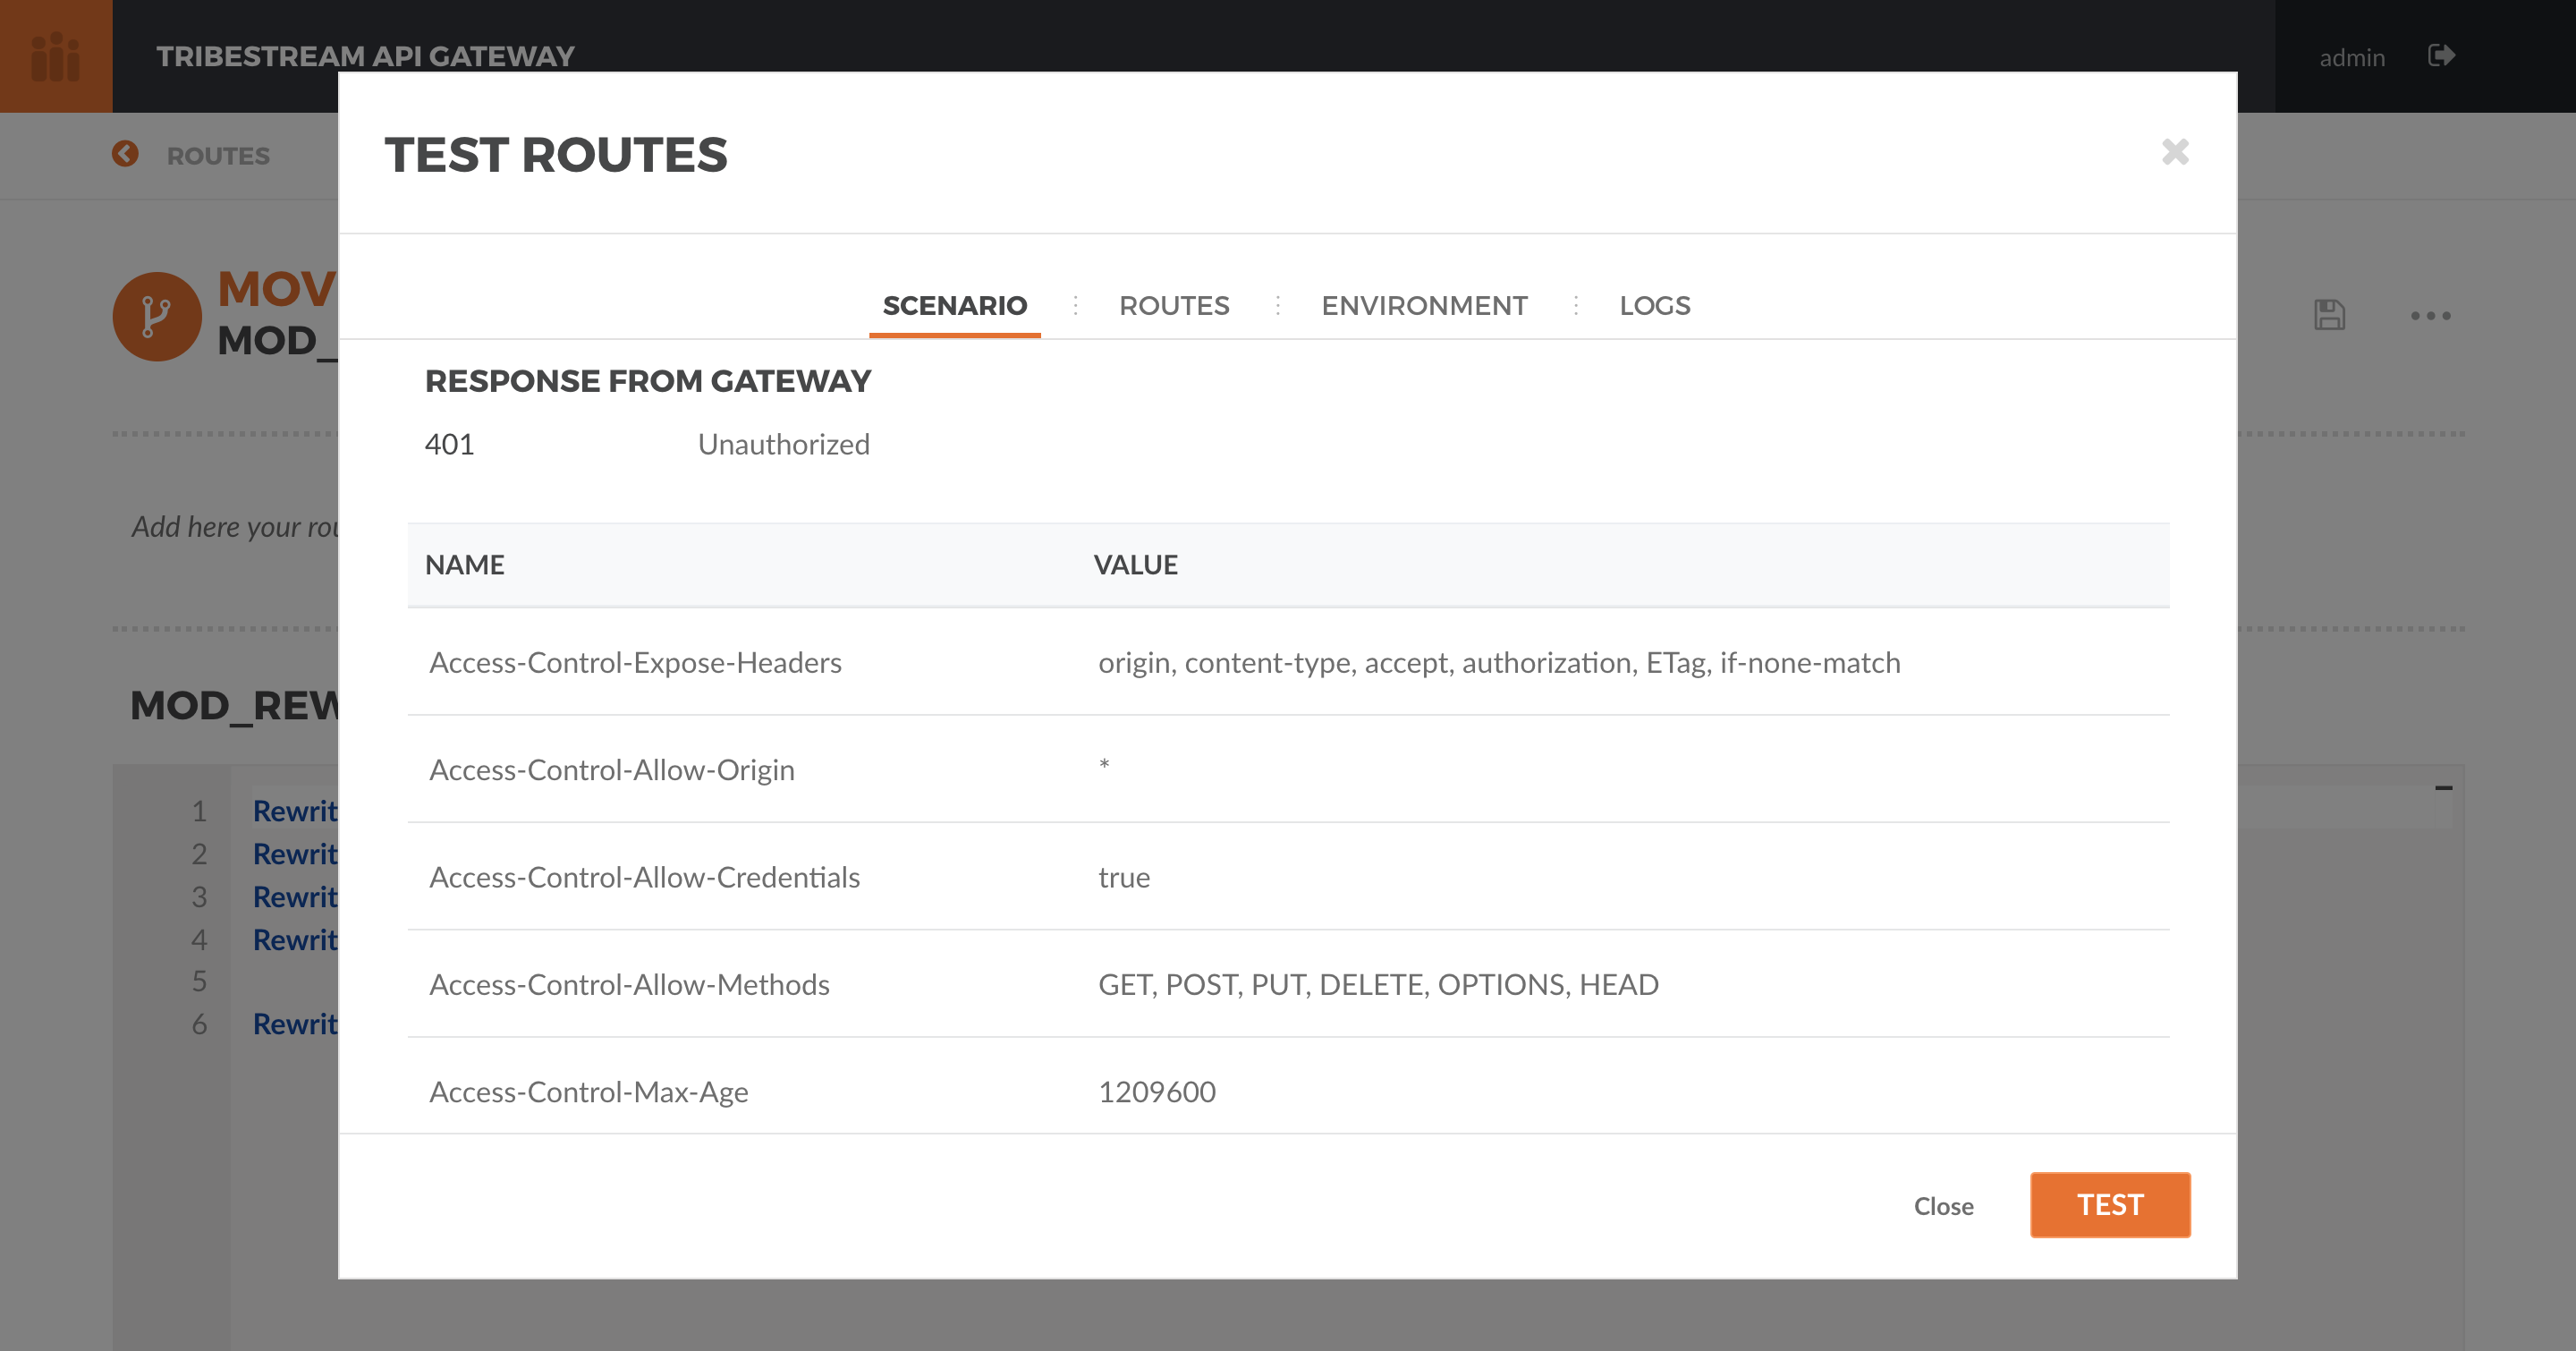 TRIBESTREAM API GATEWAY
admin
ROUTES
TEST ROUTES
MOV
MOD_
SCENARIO ROUTES ENVIRONMENT LOGS
RESPONSE FROM GATEWAY
401 Unauthorized
Add here your rou
NAME VALUE
Access-Control-Expose-Headers origin, content-type, accept, authorization, ETag, if-none-match
MOD_REW
Access-Control-Allow-Origin *
1 Rewrit
2 Rewrit
Access-Control-Allow-Credentials true
3 Rewrit
4 Rewrit
5
Access-Control-Allow-Methods GET, POST, PUT, DELETE, OPTIONS, HEAD
6 Rewrit
Access-Control-Max-Age 1209600
Close TEST